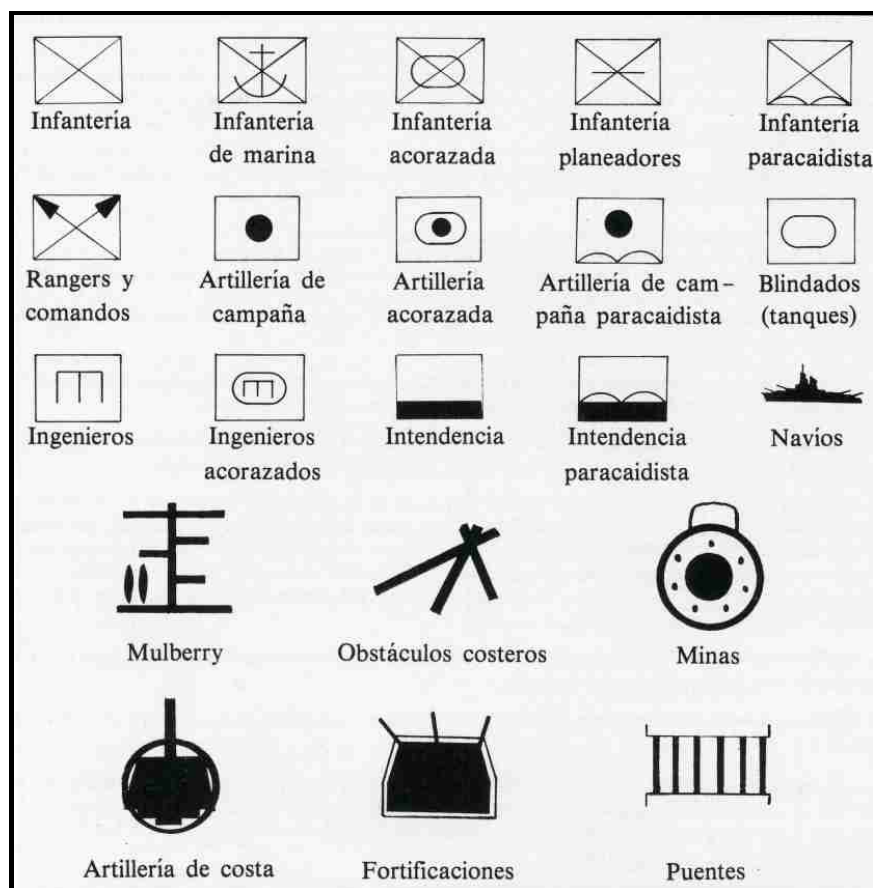 Infantería
Infantería
de marina
Infantería
acorazada
Infantería
planeadores
Infantería
paracaidista
Rangers y
comandos
Artillería de
campaña
Artillería
acorazada
Artillería de cam-
paña paracaidista
Blindados
(tanques)
Ingenieros
Ingenieros
acorazados
Intendencia
Intendencia
paracaidista
Navíos
Mulberry
Obstáculos costeros
Minas
Artillería de costa
Fortificaciones
Puentes